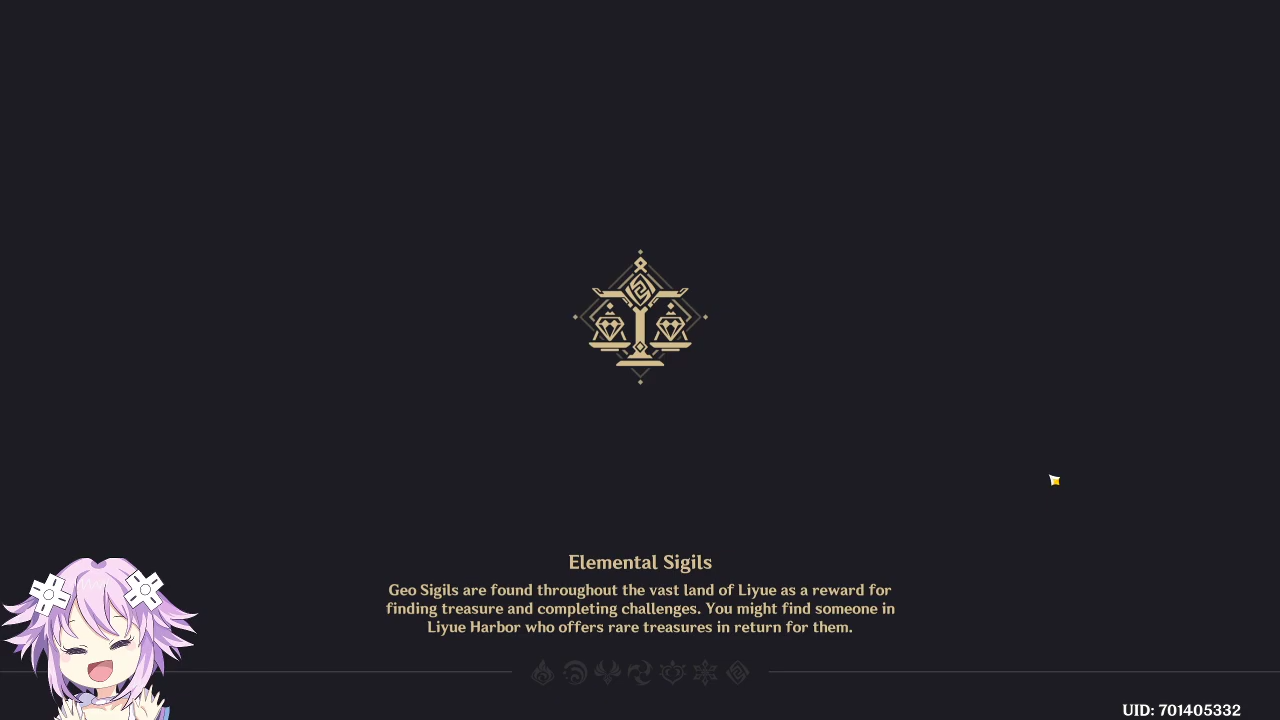 Elemental Sigils
Geo Sigils are found throughout the vast land of Liyue as a reward for
finding treasure and completing challenges. You might find someone in
Liyue Harbor who offers rare treasures in return for them.
UID: 701405332